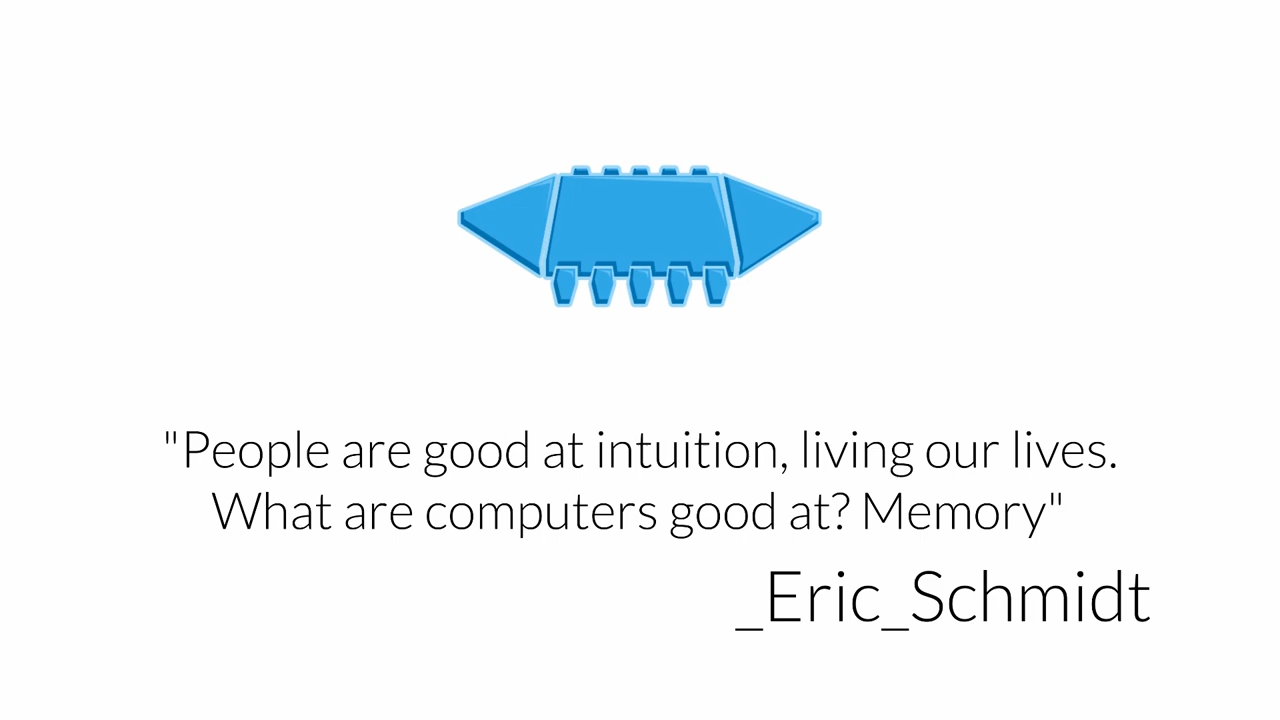 "People are good at intuition, living our lives.
What are computers good at? Memory"
_Eric_Schmidt